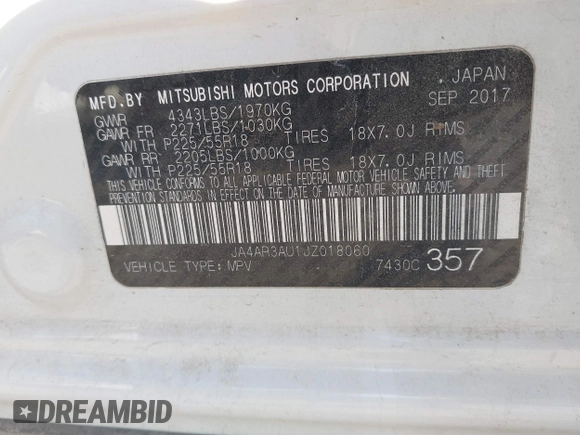 MFD.BY MITSUBISHI MOTORS CORPORATION . JAPAN
GVWR 4343LBS/1970KG SEP 2017
GAWR FR 2271LBS/1030KG
WITH P225/55R18 TIRES 18X7.0J RIMS
GAWR RR 2205LBS/1000KG
WITH P225/55R18 TIRES 18X7.0J RIMS
THIS VEHICLE CONFORMS TO ALL APPLICABLE FEDERAL MOTOR VEHICLE SAFETY AND THEFT
PREVENTION STANDARDS IN EFFECT ON THE DATE OF MANUFACTURE SHOWN ABOVE.
JA4AR3AU1JZ018060
VEHICLE TYPE: MPV 7430C 357
DREAMBID